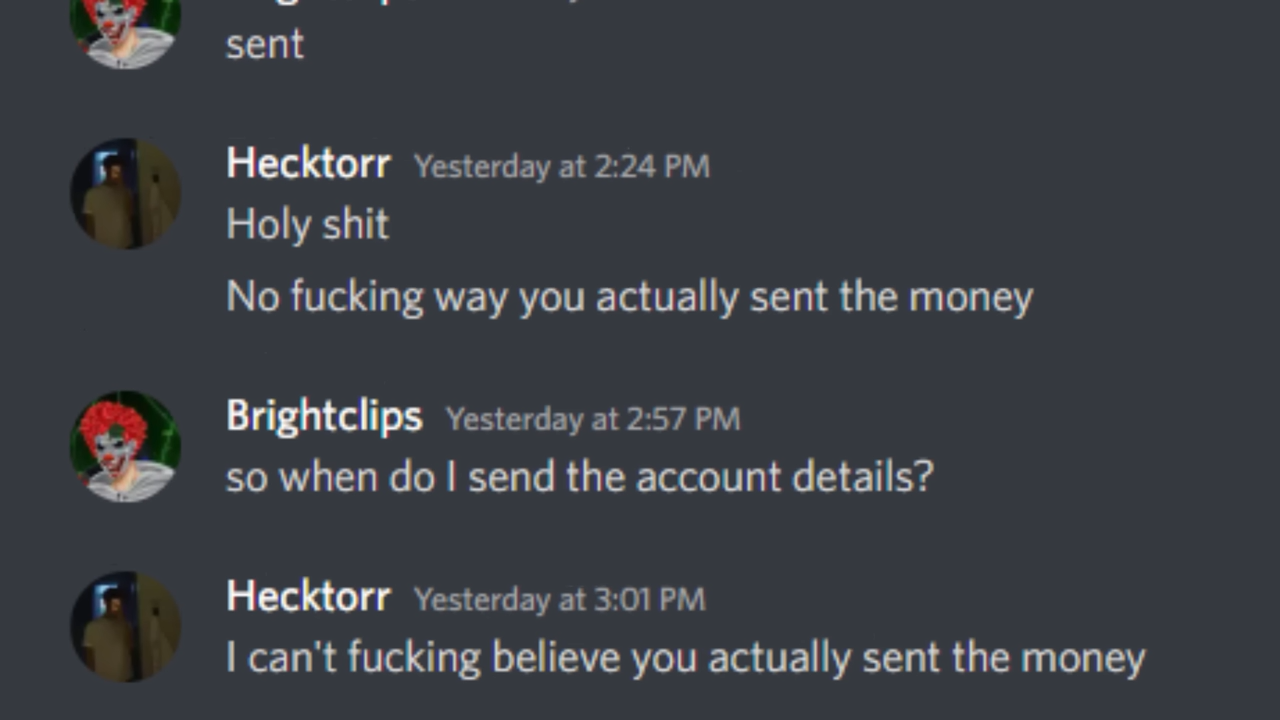 sent
Hecktorr Yesterday at 2:24 PM
Holy shit
No fucking way you actually sent the money
Brightclips Yesterday at 2:57 PM
so when do I send the account details?
Hecktorr Yesterday at 3:01 PM
I can't fucking believe you actually sent the money